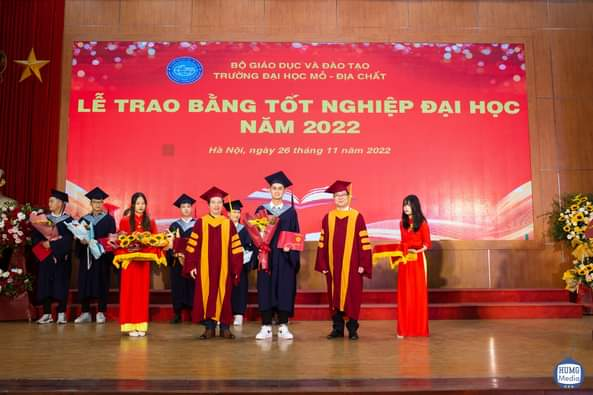 BỘ GIÁO DỤC VÀ ĐÀO TẠO
TRƯỜNG ĐẠI HỌC MỎ - ĐỊA CHẤT
LỄ TRAO BẰNG TỐT NGHIỆP ĐẠI HỌC
NĂM 2022
Hà Nội, ngày 26 tháng 11 năm 2022
HUMG
Media